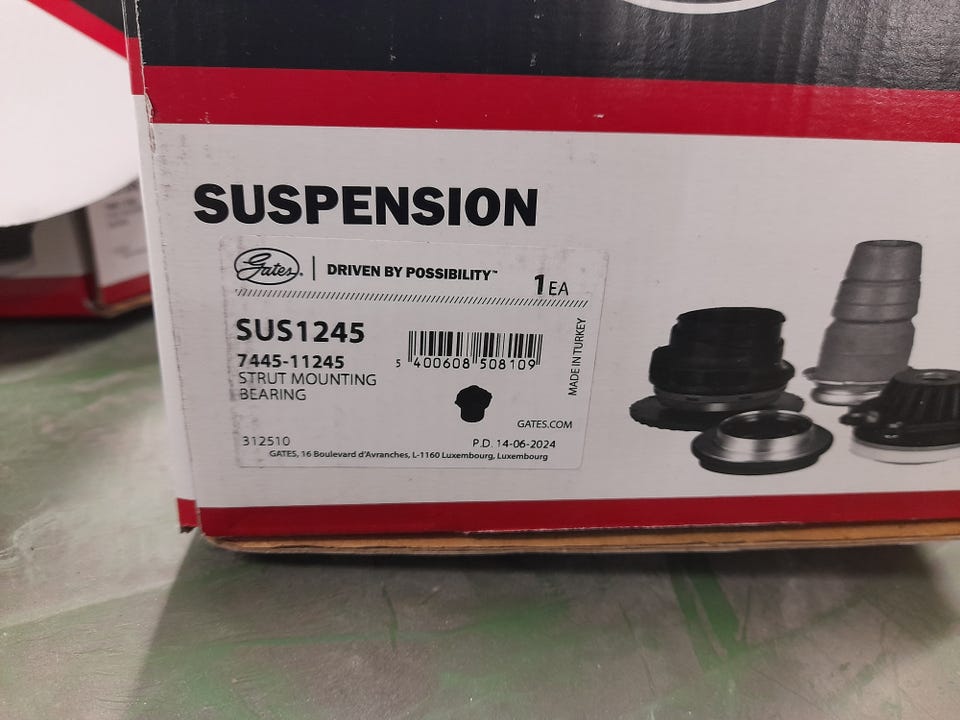 SUSPENSION
Gates® | DRIVEN BY POSSIBILITY™
1EA
SUS1245
7445-11245
STRUT MOUNTING
BEARING
5 400608 508109
MADE IN TURKEY
GATES.COM
312510
P.D. 14-06-2024
GATES, 16 Boulevard d'Avranches, L-1160 Luxembourg, Luxembourg